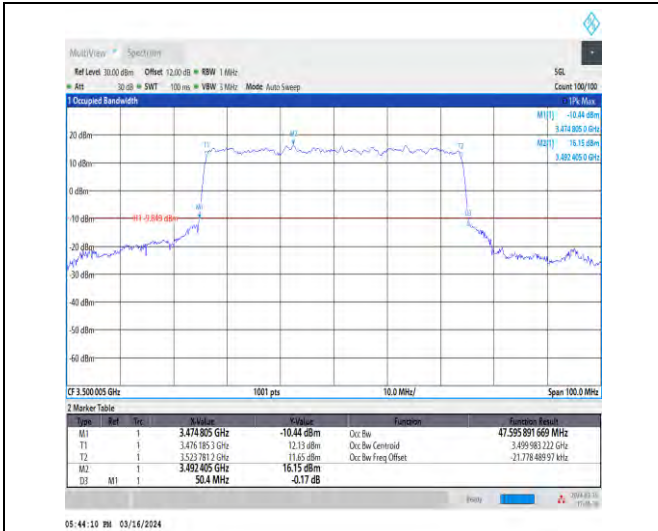 MultiView Spectrum
Ref Level 30.00 dBm Offset 12.00 dB RBW 1 MHz SGL
Att 30 dB SWT 100 ms VBW 3 MHz Mode Auto Sweep Count 100/100
1 Occupied Bandwidth 1Pk Max
M1[1] -10.44 dBm
3.474 805 0 GHz
M2[1] 16.15 dBm
3.492 405 0 GHz
20 dBm
T1 M2 T2
10 dBm
0 dBm
-10 dBm
H1 -9.849 dBm
M1 D3
-20 dBm
-30 dBm
-40 dBm
-50 dBm
-60 dBm
CF 3.500 005 GHz 1001 pts 10.0 MHz/ Span 100.0 MHz
2 Marker Table
Type Ref Trc X-Value Y-Value Function Function Result
M1 1 3.474 805 GHz -10.44 dBm Occ Bw 47.595 891 669 MHz
T1 1 3.476 185 3 GHz 12.13 dBm Occ Bw Centroid 3.499 983 222 GHz
T2 1 3.523 781 2 GHz 11.65 dBm Occ Bw Freq Offset -21.778 489 97 kHz
M2 1 3.492 405 GHz 16.15 dBm
D3 M1 1 50.4 MHz -0.17 dB
05:44:10 PM 03/16/2024